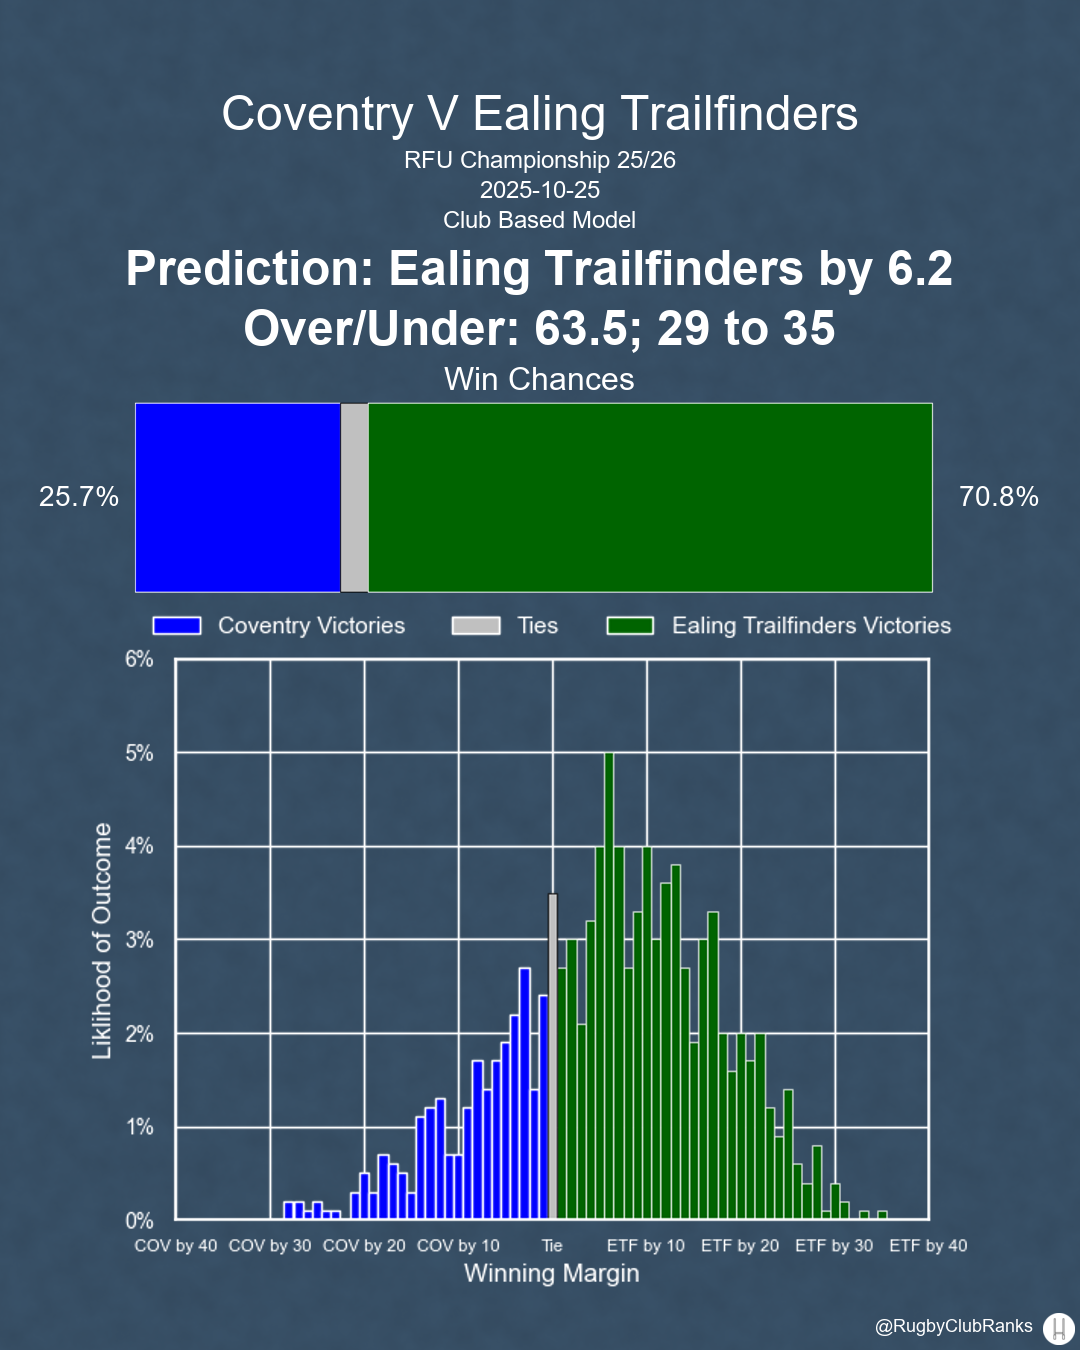 Coventry V Ealing Trailfinders
RFU Championship 25/26
2025-10-25
Club Based Model
Prediction: Ealing Trailfinders by 6.2
Over/Under: 63.5; 29 to 35
Win Chances
25.7%
70.8%
Coventry Victories
Ties
Ealing Trailfinders Victories
6%
5%
4%
3%
2%
1%
0%
Liklihood of Outcome
COV by 40 COV by 30 COV by 20 COV by 10 Tie ETF by 10 ETF by 20 ETF by 30 ETF by 40
Winning Margin
@RugbyClubRanks